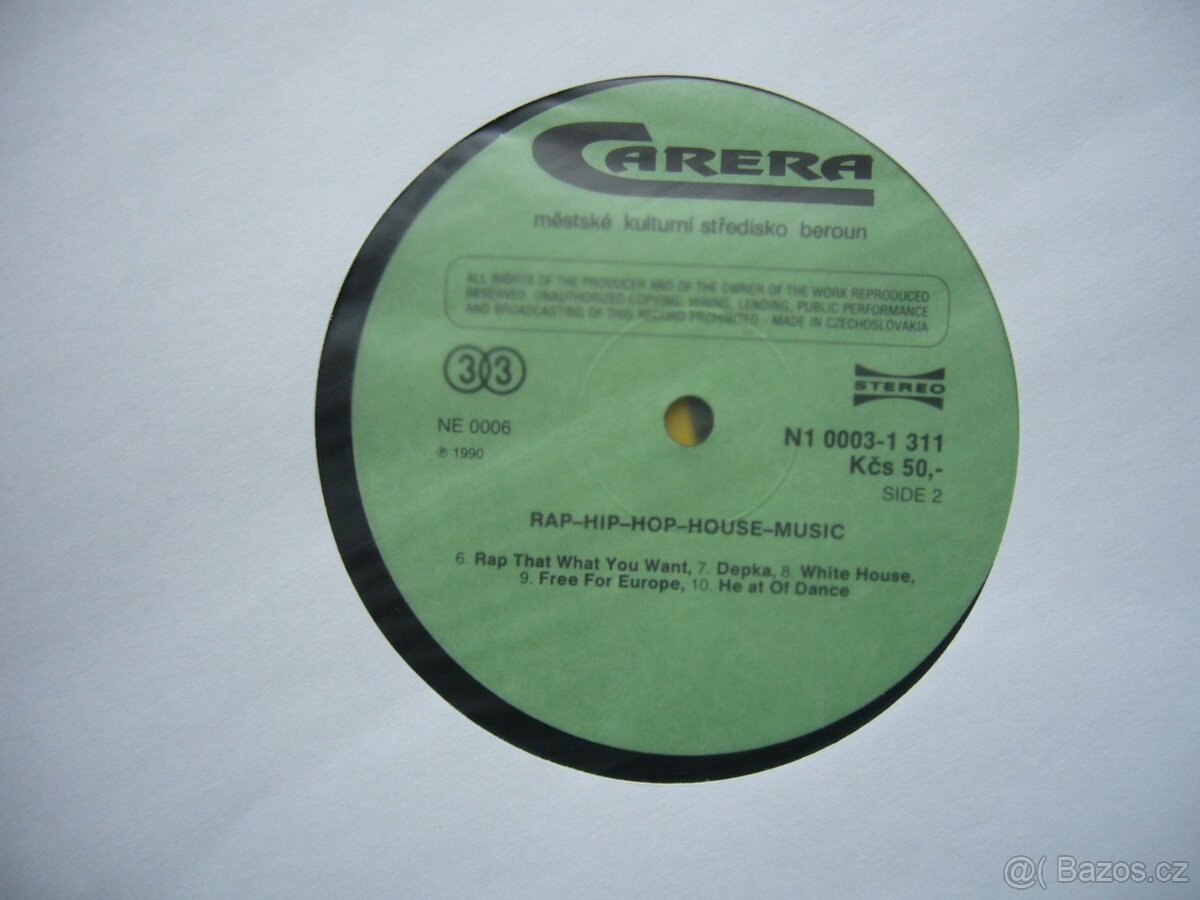 CARERA
městské kulturní středisko beroun
ALL RIGHTS OF THE PRODUCER AND OF THE OWNER OF THE WORK REPRODUCED
RESERVED. UNAUTHORIZED COPYING, HIRING, LENDING, PUBLIC PERFORMANCE
AND BROADCASTING OF THIS RECORD PROHIBITED - MADE IN CZECHOSLOVAKIA
33
STEREO
NE 0006
℗ 1990
N1 0003-1 311
Kčs 50,-
SIDE 2
RAP–HIP–HOP–HOUSE–MUSIC
6. Rap That What You Want, 7. Depka, 8. White House,
9. Free For Europe, 10. He at Of Dance
@( Bazos.cz